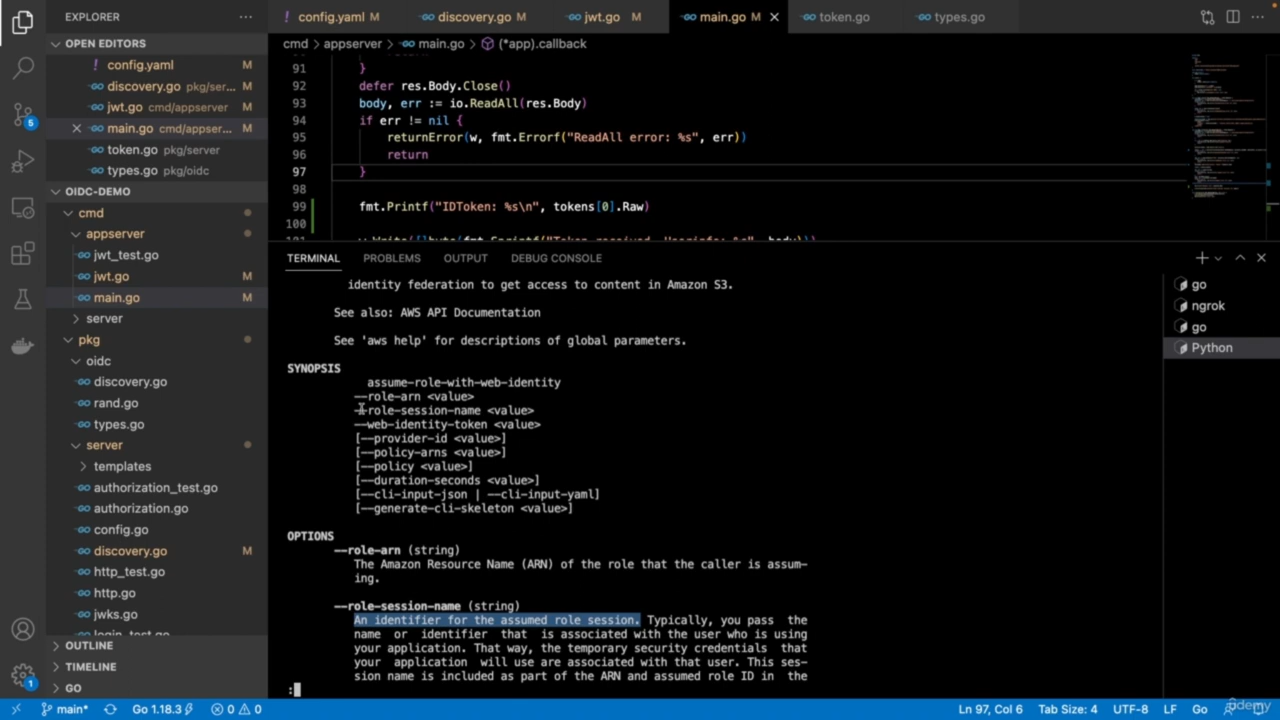 EXPLORER
OPEN EDITORS
! config.yaml M
discovery.go pkg/ser... M
jwt.go cmd/appserver M
main.go cmd/appser... M
token.go pkg/server
types.go pkg/oidc
OIDC-DEMO
cmd
appserver
jwt_test.go
jwt.go M
main.go M
server
pkg
oidc
discovery.go
rand.go
types.go
server
templates
authorization_test.go
authorization.go
config.go
discovery.go M
http_test.go
http.go
jwks.go
login_test.go
OUTLINE
TIMELINE
GO
5
1
! config.yaml M
discovery.go M
jwt.go M
main.go M
token.go
types.go
cmd > appserver > main.go > (*app).callback
91 }
92 defer res.Body.Close()
93 body, err := io.ReadAll(res.Body)
94 if err != nil {
95 returnError(w, fmt.Errorf("ReadAll error: %s", err))
96 return
97 }
98
99 fmt.Printf("IDToken: %s\n", tokens[0].Raw)
100
101 w.Write([]byte(fmt.Sprintf("Token received. Userinfo: %s", body)))
TERMINAL PROBLEMS OUTPUT DEBUG CONSOLE
identity federation to get access to content in Amazon S3.
See also: AWS API Documentation
See 'aws help' for descriptions of global parameters.
SYNOPSIS
assume-role-with-web-identity
--role-arn <value>
--role-session-name <value>
--web-identity-token <value>
[--provider-id <value>]
[--policy-arns <value>]
[--policy <value>]
[--duration-seconds <value>]
[--cli-input-json | --cli-input-yaml]
[--generate-cli-skeleton <value>]
OPTIONS
--role-arn (string)
The Amazon Resource Name (ARN) of the role that the caller is assum-
ing.
--role-session-name (string)
An identifier for the assumed role session. Typically, you pass the
name or identifier that is associated with the user who is using
your application. That way, the temporary security credentials that
your application will use are associated with that user. This ses-
sion name is included as part of the ARN and assumed role ID in the
:
go
ngrok
go
Python
main* Go 1.18.3 0 0 Ln 97, Col 6 Tab Size: 4 UTF-8 LF Go
udemy